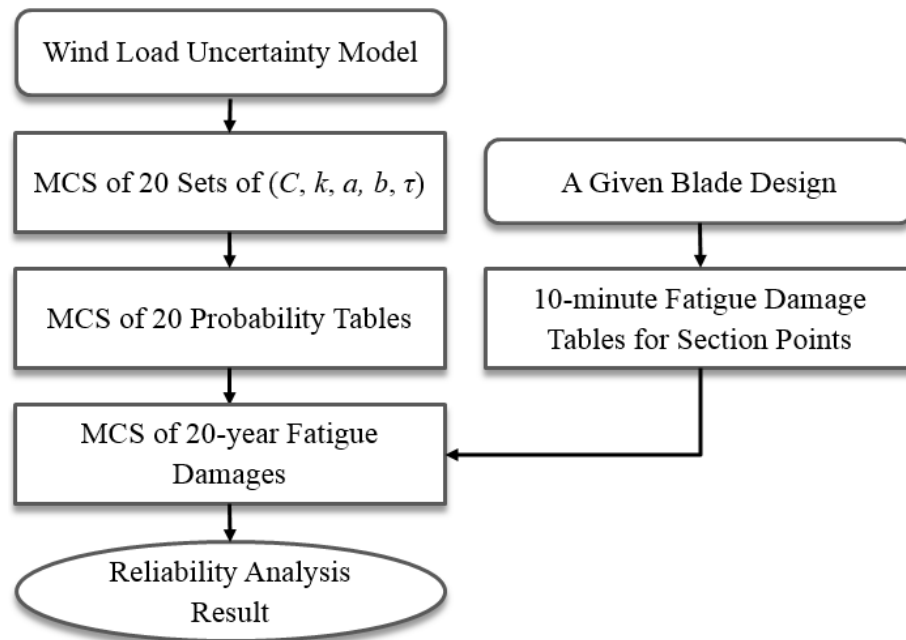 Wind Load Uncertainty Model
MCS of 20 Sets of (C, k, a, b, τ)
MCS of 20 Probability Tables
MCS of 20-year Fatigue
Damages
Reliability Analysis
Result
A Given Blade Design
10-minute Fatigue Damage
Tables for Section Points